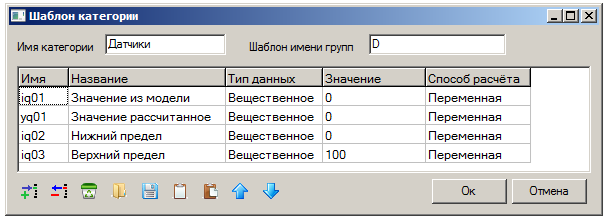 Шаблон категории
Имя категории Датчики Шаблон имени групп D
Имя Название Тип данных Значение Способ расчёта
iq01 Значение из модели Вещественное 0 Переменная
yq01 Значение рассчитанное Вещественное 0 Переменная
iq02 Нижний предел Вещественное 0 Переменная
iq03 Верхний предел Вещественное 100 Переменная
Ок Отмена